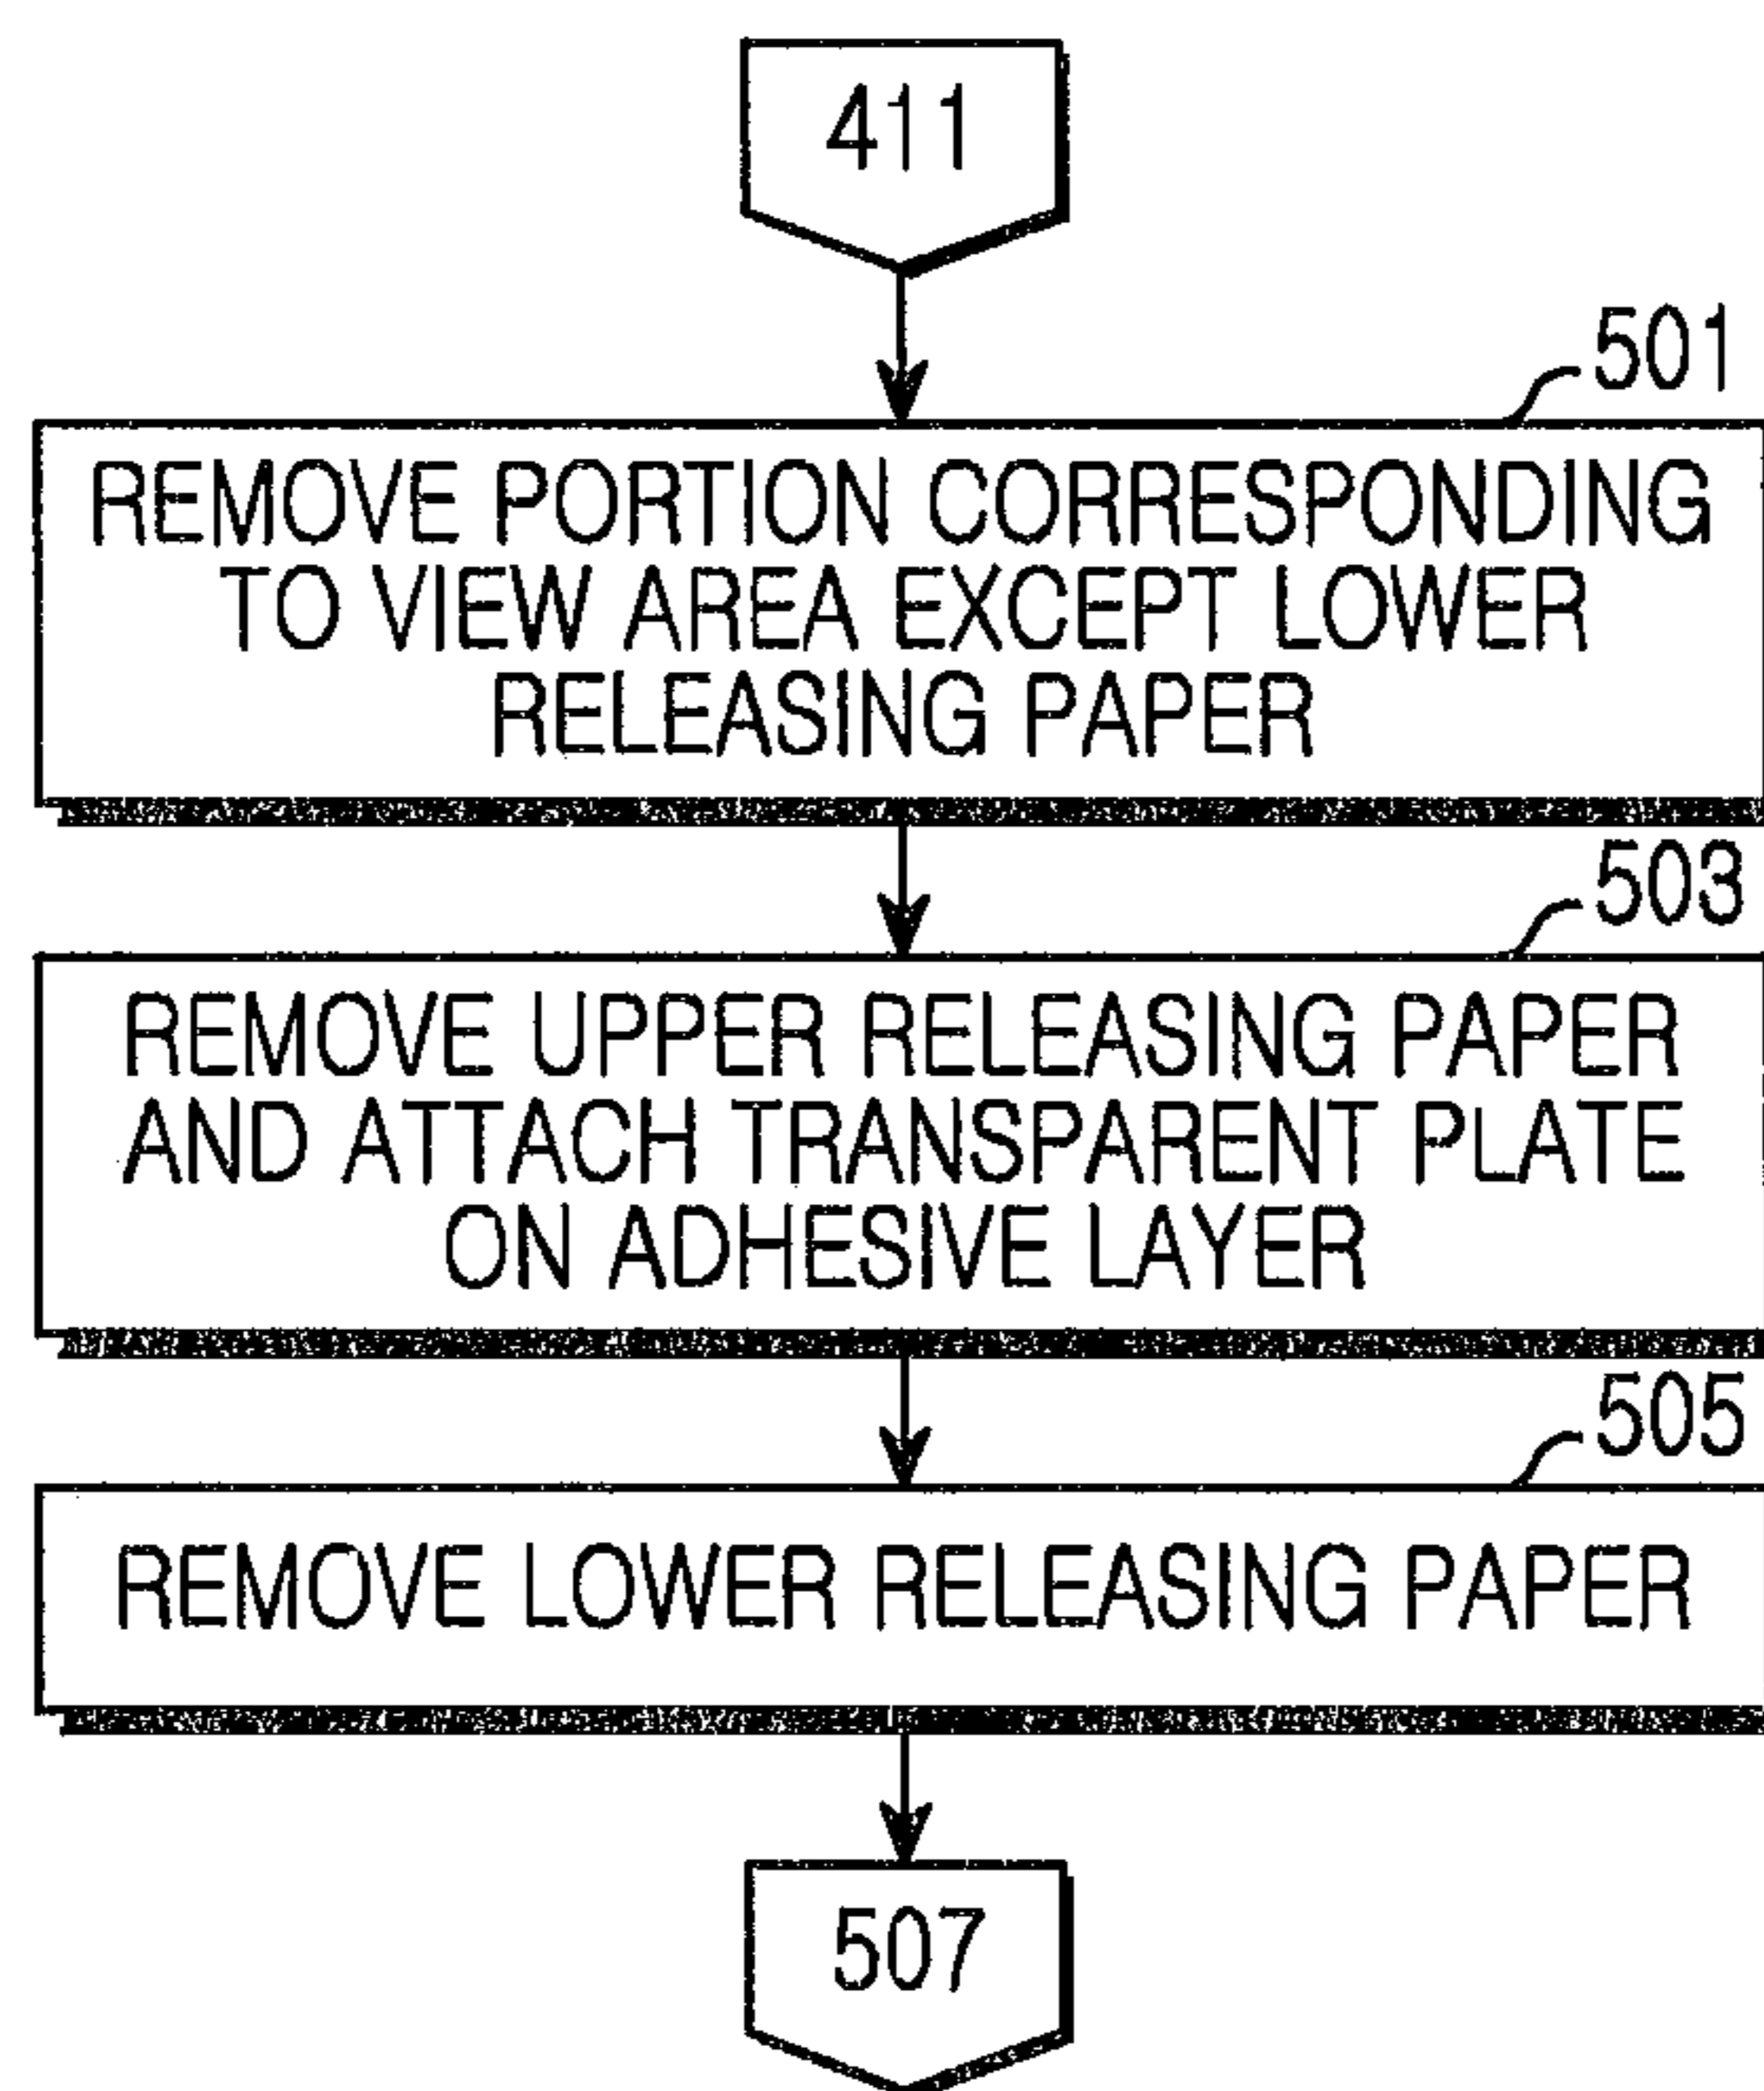 411
501
REMOVE PORTION CORRESPONDING
TO VIEW AREA EXCEPT LOWER
RELEASING PAPER
503
REMOVE UPPER RELEASING PAPER
AND ATTACH TRANSPARENT PLATE
ON ADHESIVE LAYER
505
REMOVE LOWER RELEASING PAPER
507